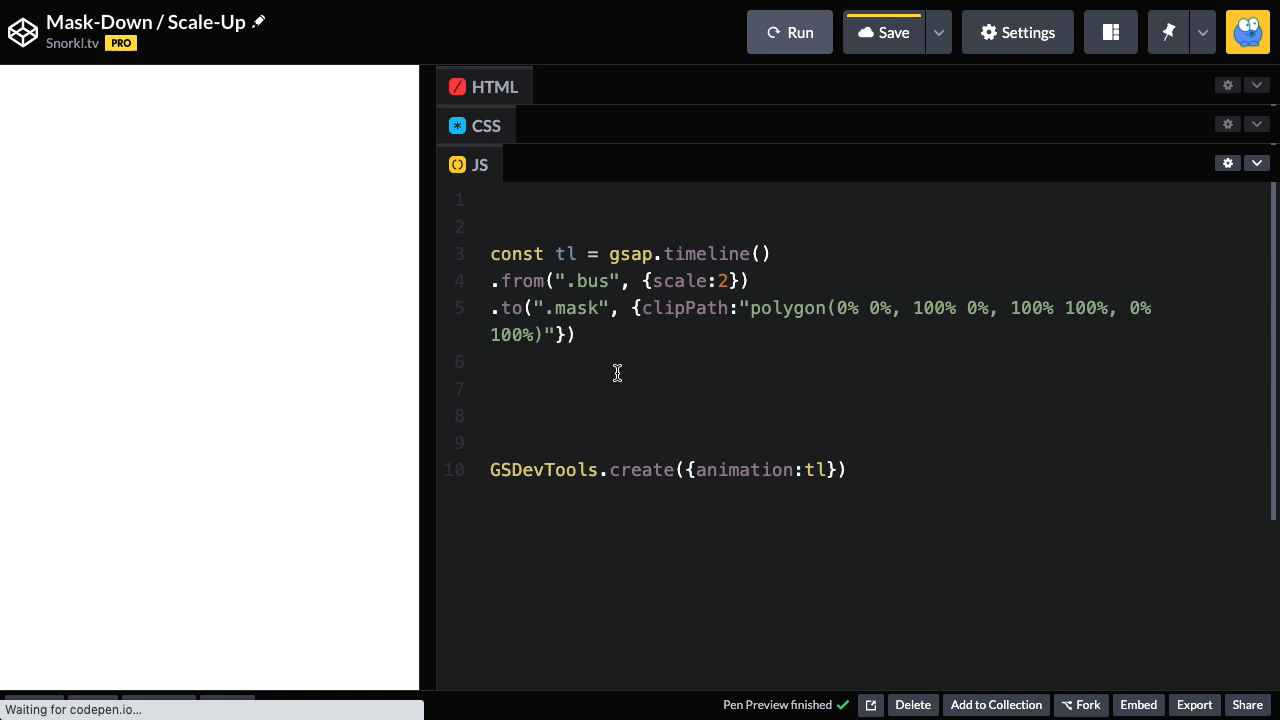 Mask-Down / Scale-Up
Snorkl.tv PRO
Run
Save
Settings
HTML
CSS
JS
1
2
3 const tl = gsap.timeline()
4 .from(".bus", {scale:2})
5 .to(".mask", {clipPath:"polygon(0% 0%, 100% 0%, 100% 100%, 0%
100%)"})
6
7
8
9
10 GSDevTools.create({animation:tl})
Waiting for codepen.io...
Pen Preview finished
Delete
Add to Collection
Fork
Embed
Export
Share